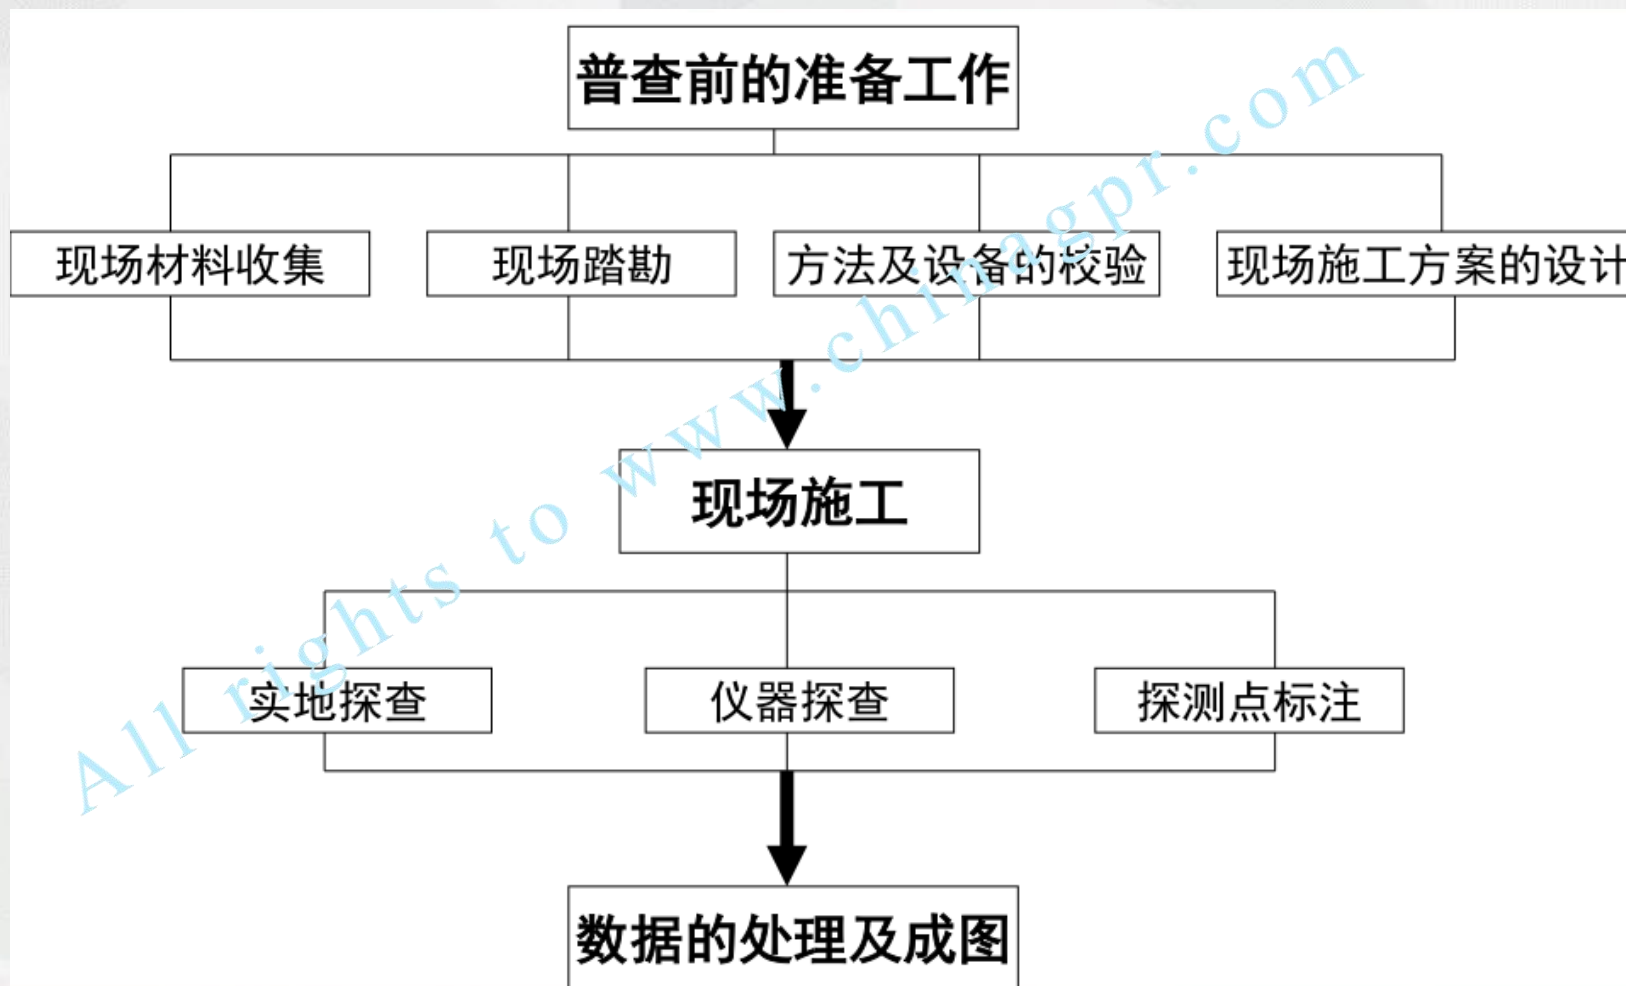 普查前的准备工作
现场材料收集
现场踏勘
方法及设备的校验
现场施工方案的设计
现场施工
实地探查
仪器探查
探测点标注
数据的处理及成图
All rights to www.chinagpr.com